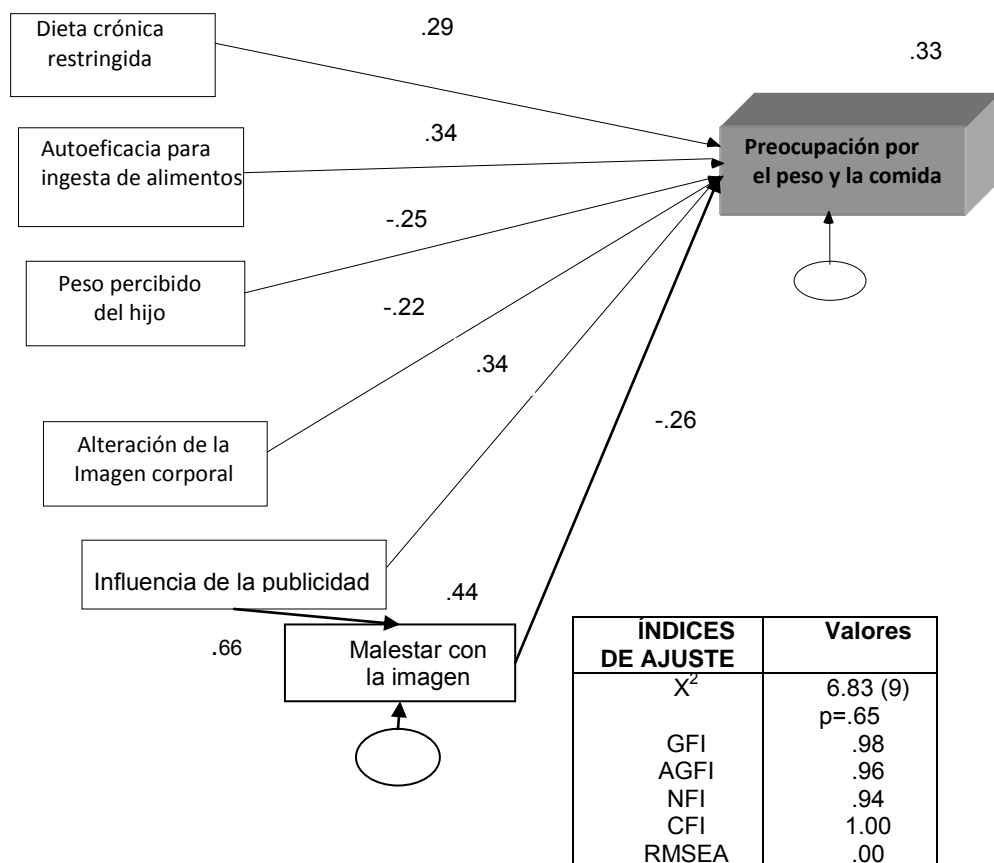 Dieta crónica
restringida
.29
.33
Autoeficacia para
ingesta de alimentos
.34
Preocupación por
el peso y la comida
-.25
Peso percibido
del hijo
-.22
.34
-.26
Alteración de la
Imagen corporal
Influencia de la publicidad
.44
.66
Malestar con
la imagen
ÍNDICES
DE AJUSTE
Valores
X2
6.83 (9)
p=.65
GFI
.98
AGFI
.96
NFI
.94
CFI
1.00
RMSEA
.00